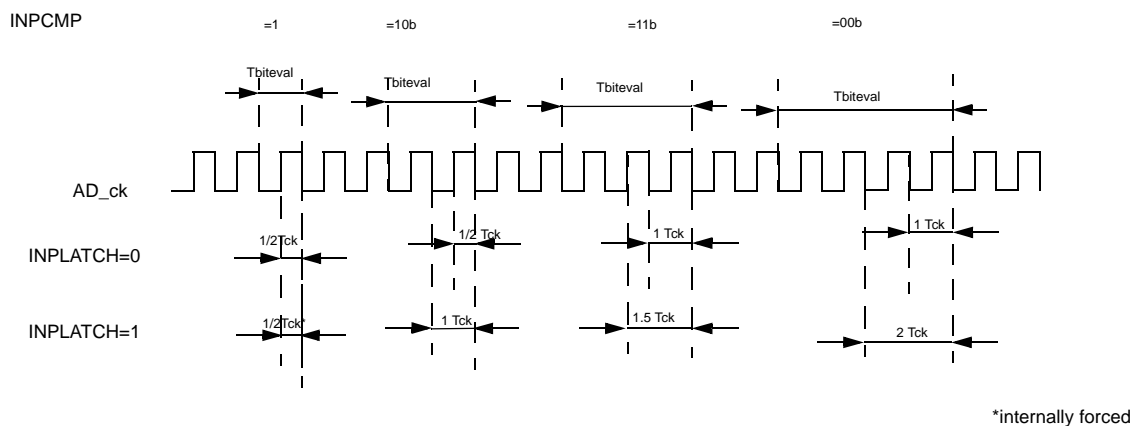 INPCMP =1 =10b =11b =00b
Tbiteval Tbiteval Tbiteval Tbiteval
AD_ck
INPLATCH=0 1/2Tck 1/2 Tck 1 Tck 1 Tck
INPLATCH=1 1/2Tck* 1 Tck 1.5 Tck 2 Tck
*internally forced